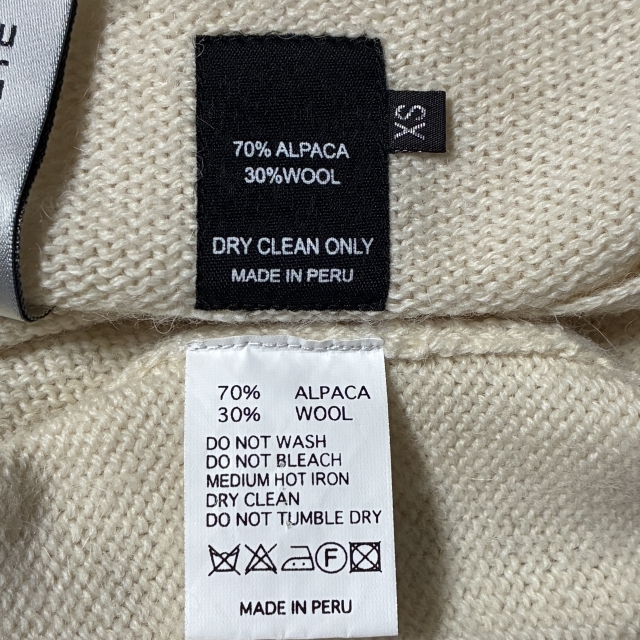 70% ALPACA
30%WOOL
DRY CLEAN ONLY
MADE IN PERU
XS
70% ALPACA
30% WOOL
DO NOT WASH
DO NOT BLEACH
MEDIUM HOT IRON
DRY CLEAN
DO NOT TUMBLE DRY
F
MADE IN PERU